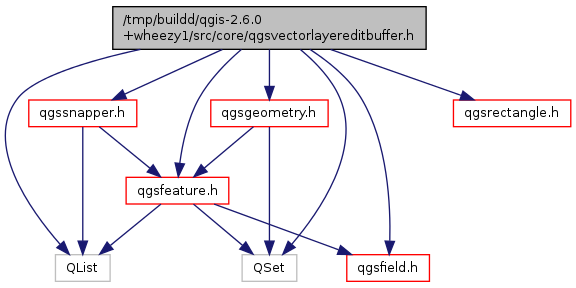 /tmp/buildd/qgis-2.6.0
+wheezy1/src/core/qgsvectorlayereditbuffer.h
qgssnapper.h
qgsgeometry.h
qgsrectangle.h
qgsfeature.h
QList
QSet
qgsfield.h